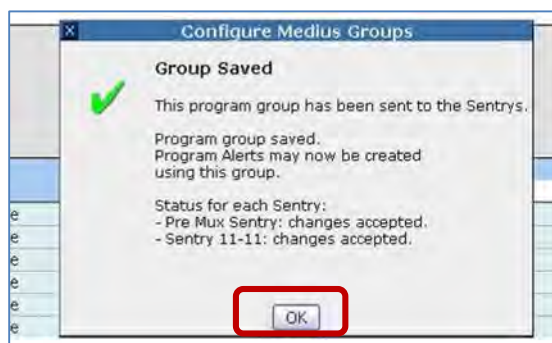 X
Configure Medius Groups
Group Saved
This program group has been sent to the Sentrys.
Program group saved.
Program Alerts may now be created
using this group.
Status for each Sentry:
- Pre Mux Sentry: changes accepted.
- Sentry 11-11: changes accepted.
OK
e
e
e
e
e
e